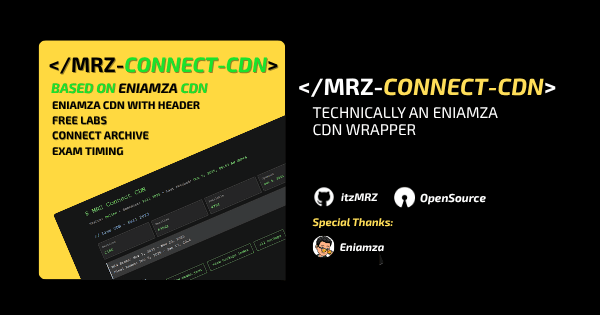 </MRZ-CONNECT-CDN>
BASED ON ENIAMZA CDN
ENIAMZA CDN WITH HEADER
FREE LABS
CONNECT ARCHIVE
EXAM TIMING
$ MRZ Connect CDN
</MRZ-CONNECT-CDN>
TECHNICALLY AN ENIAMZA
CDN WRAPPER
itzMRZ
OpenSource
Special Thanks:
Eniamza